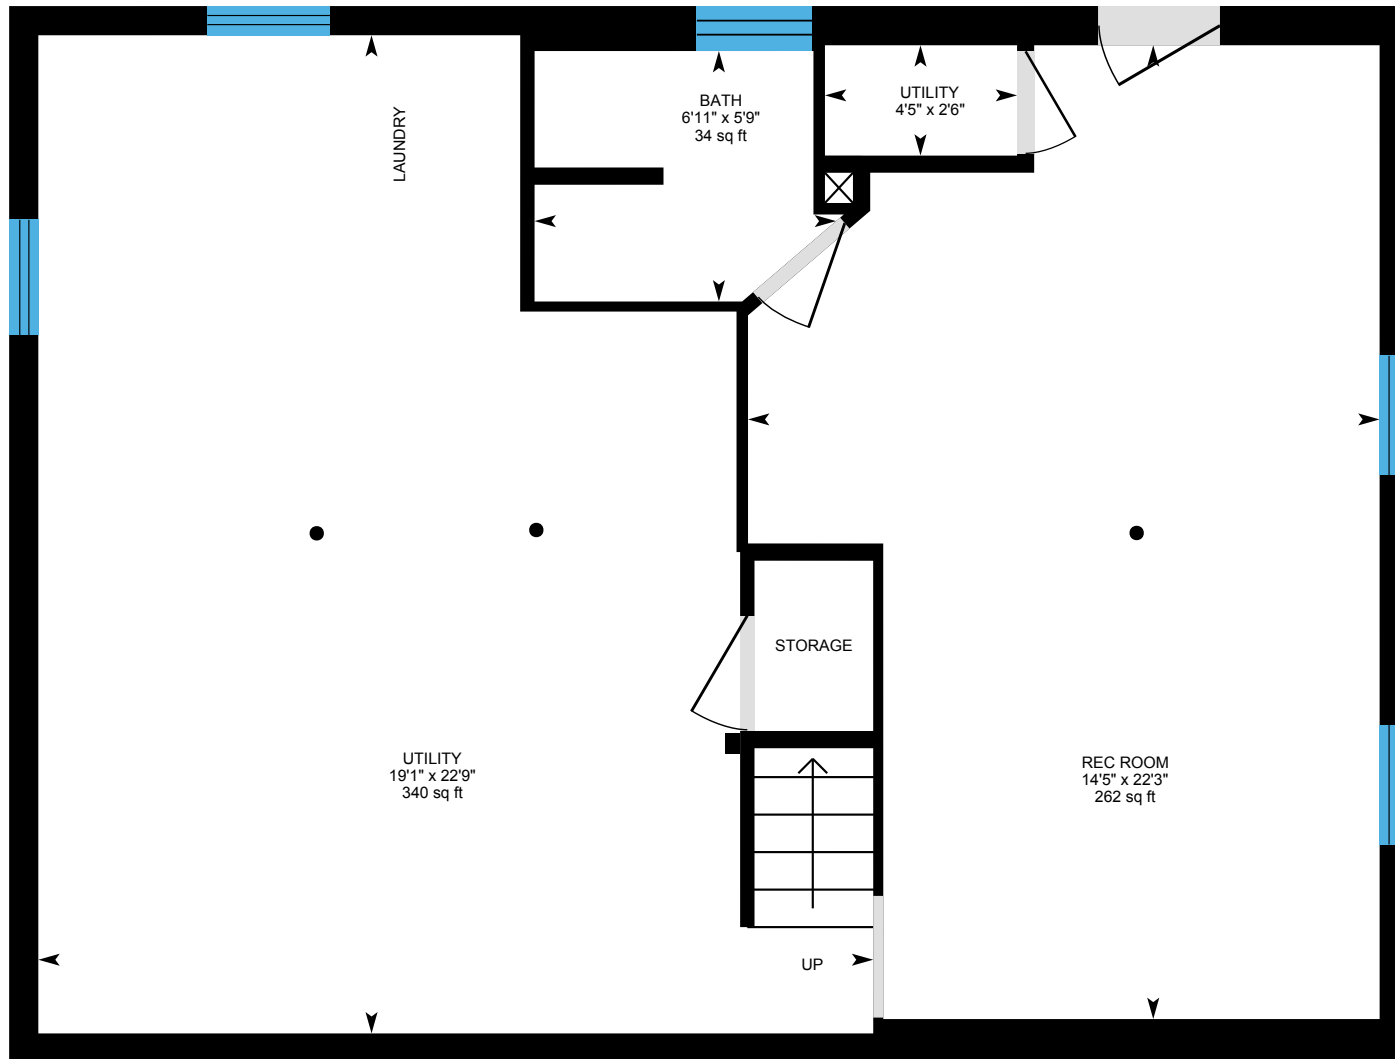 LAUNDRY
BATH
6'11" x 5'9"
34 sq ft
UTILITY
4'5" x 2'6"
STORAGE
UTILITY
19'1" x 22'9"
340 sq ft
REC ROOM
14'5" x 22'3"
262 sq ft
UP